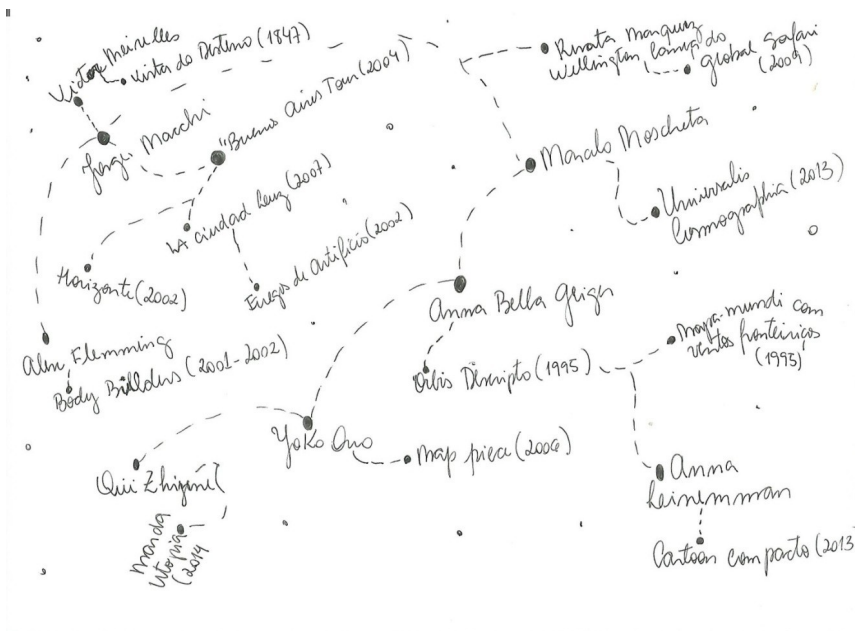 Victor Meirelles
Vista do Desterro (1847)
Jorge Macchi
"Buenos Aires Tour (2004)
LA Ciudad Luz (2007)
Horizonte (2002)
Fuegos de Artificio (2002)
Alex Flemming
Body Builders (2001-2002)
Renata Marquez
Wellington Cançado
Global Safari
(2009)
Marcelo Moscheta
Universalis
Cosmographia (2013)
Anna Bella Geiger
Orbis Descriptio (1995)
Mapa-mundi com
ventos fronteiriços
(1995)
Anna
Leinemman
Cartoon compacto (2013
Yoko Ono
Map piece (2006)
Qiu Zhijie
Utopia
(2014